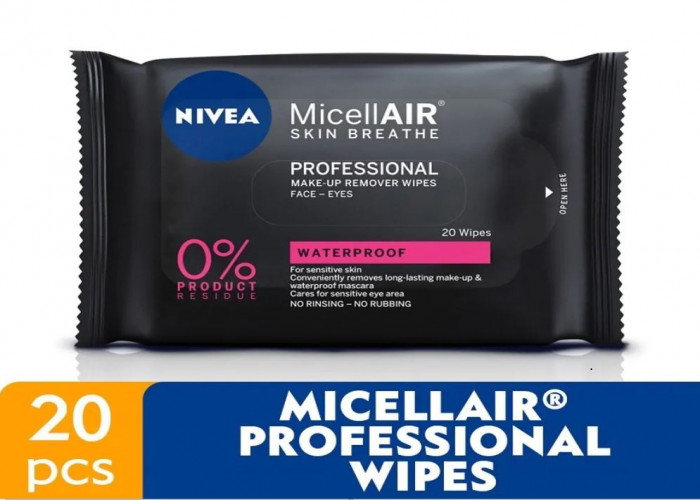 NIVEA
MicellAIR®
SKIN BREATHE
PROFESSIONAL
MAKE-UP REMOVER WIPES
FACE – EYES
OPEN HERE
20 Wipes
0%
PRODUCT
RESIDUE
WATERPROOF
For sensitive skin
Conveniently removes long-lasting make-up &
waterproof mascara
Cares for sensitive eye area
NO RINSING – NO RUBBING
20
pcs
MICELLAIR®
PROFESSIONAL
WIPES